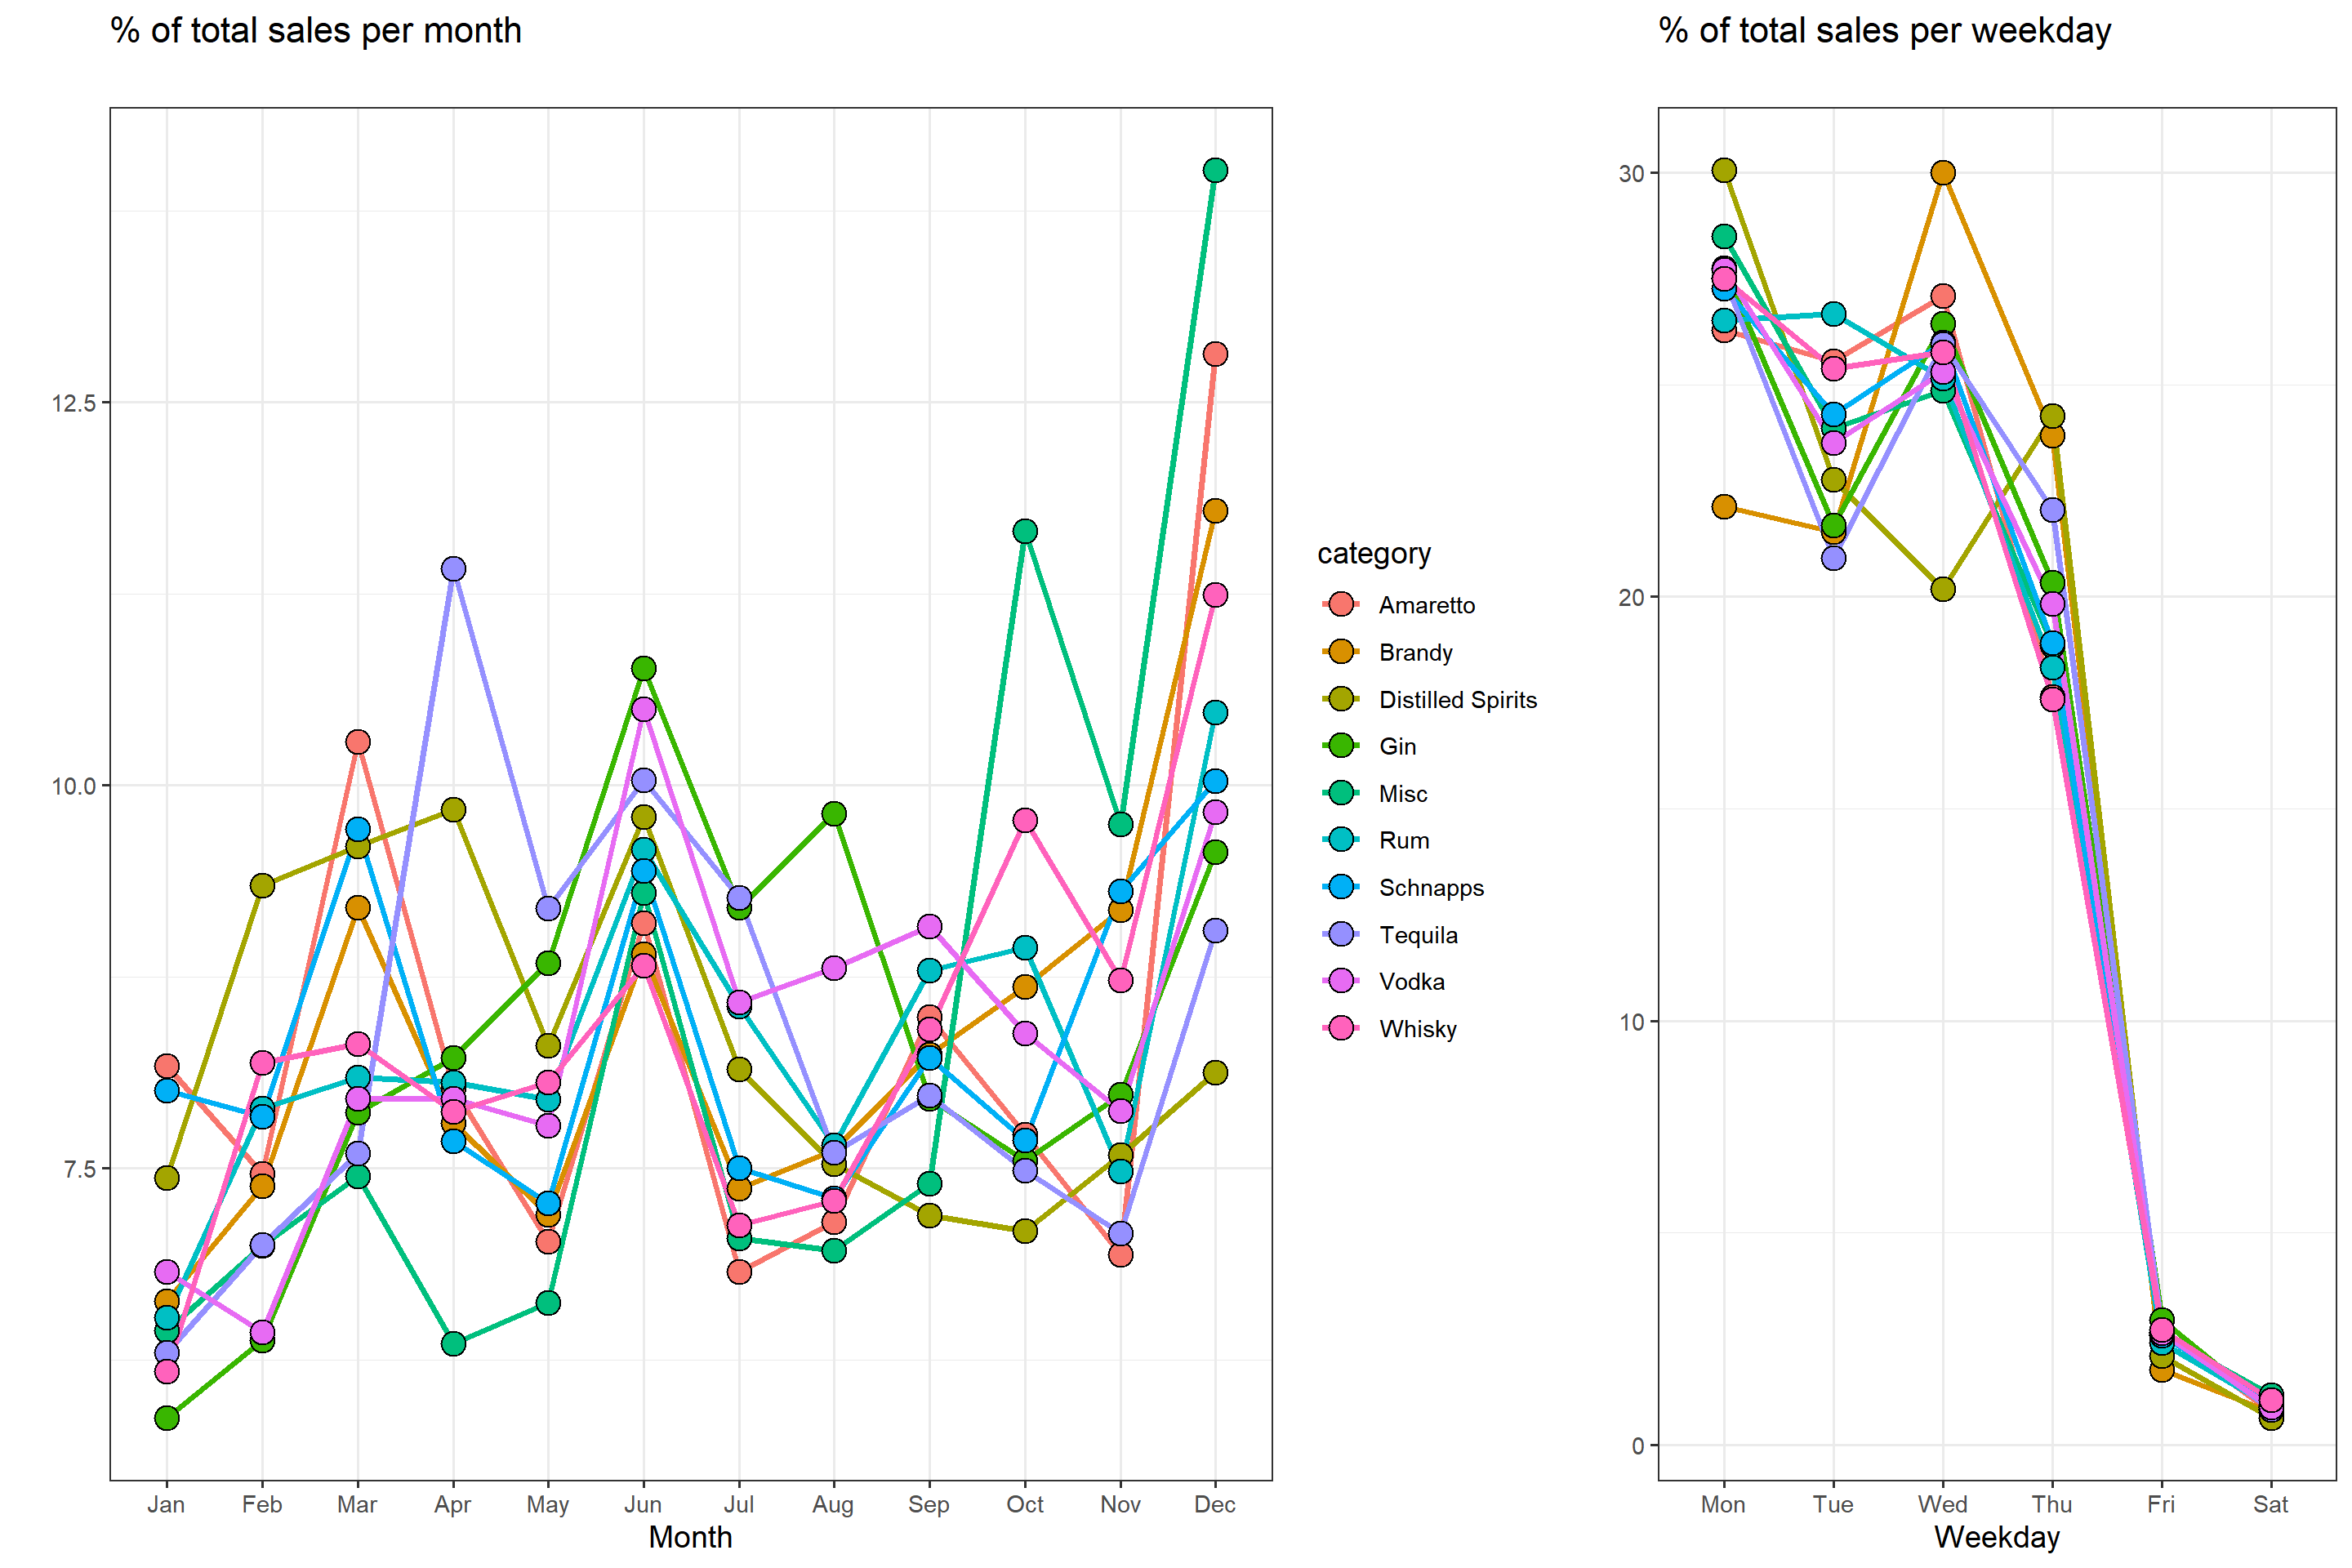 % of total sales per month
12.5
10.0
7.5
Jan Feb Mar Apr May Jun Jul Aug Sep Oct Nov Dec
Month
category
Amaretto
Brandy
Distilled Spirits
Gin
Misc
Rum
Schnapps
Tequila
Vodka
Whisky
% of total sales per weekday
30
20
10
0
Mon Tue Wed Thu Fri Sat
Weekday